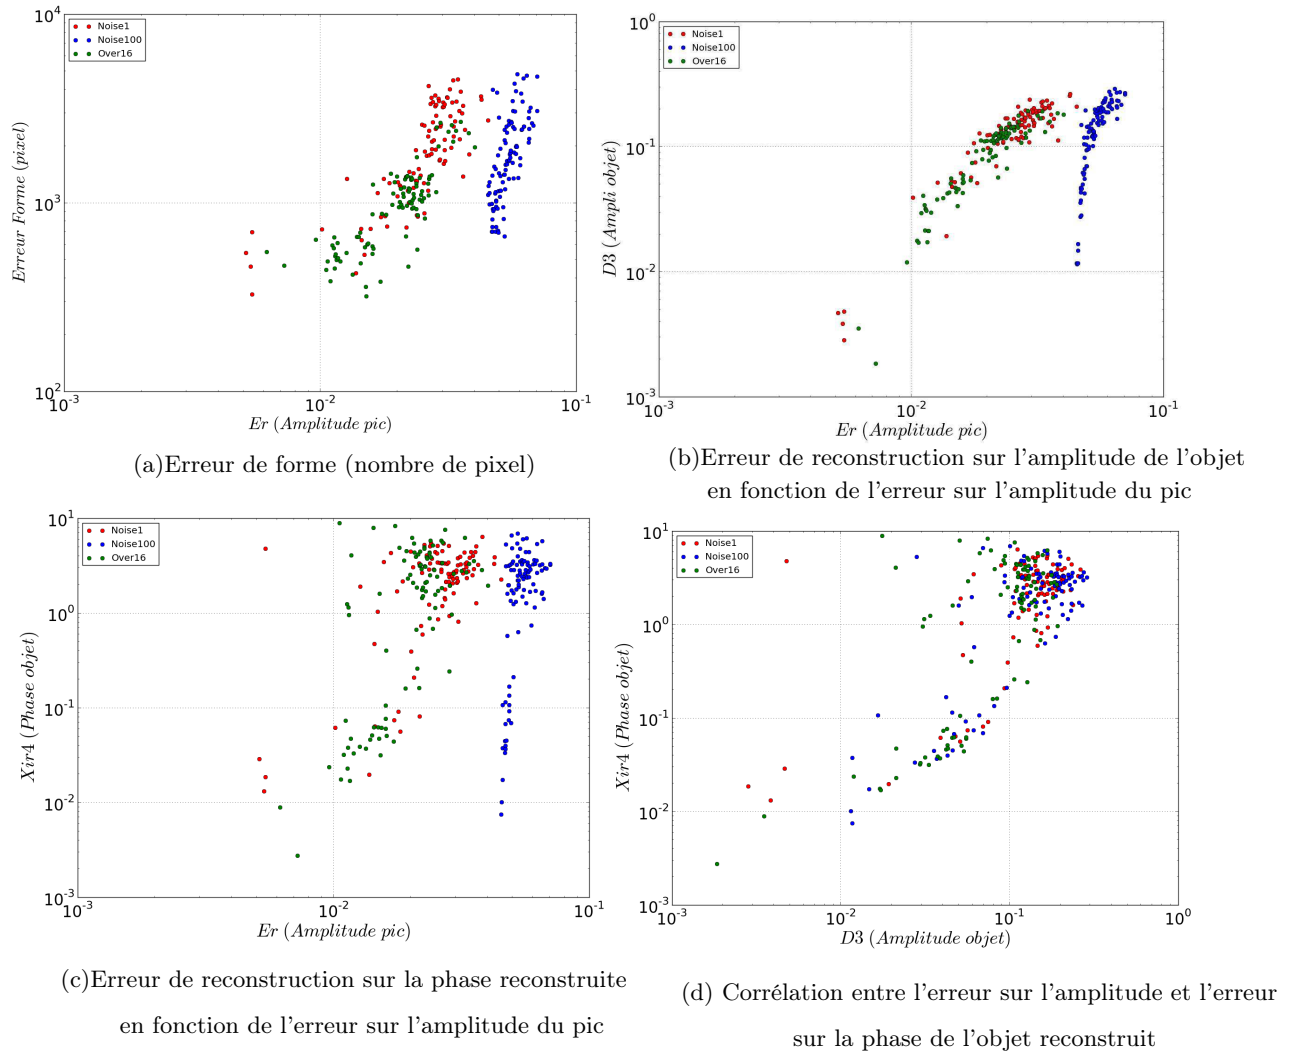 10^4
Noise1
Noise100
Over16
Erreur Forme (pixel)
10^3
10^2
10^-3
10^-2
10^-1
Er (Amplitude pic)
(a)Erreur de forme (nombre de pixel)
10^0
Noise1
Noise100
Over16
10^-1
D3 (Ampli objet)
10^-2
10^-3
10^-3
10^-2
10^-1
Er (Amplitude pic)
(b)Erreur de reconstruction sur l'amplitude de l'objet
en fonction de l'erreur sur l'amplitude du pic
10^1
Noise1
Noise100
Over16
10^0
Xir4 (Phase objet)
10^-1
10^-2
10^-3
10^-3
10^-2
10^-1
Er (Amplitude pic)
(c)Erreur de reconstruction sur la phase reconstruite
en fonction de l'erreur sur l'amplitude du pic
10^1
Noise1
Noise100
Over16
10^0
Xir4 (Phase objet)
10^-1
10^-2
10^-3
10^-3
10^-2
10^-1
10^0
D3 (Amplitude objet)
(d) Corrélation entre l'erreur sur l'amplitude et l'erreur
sur la phase de l'objet reconstruit